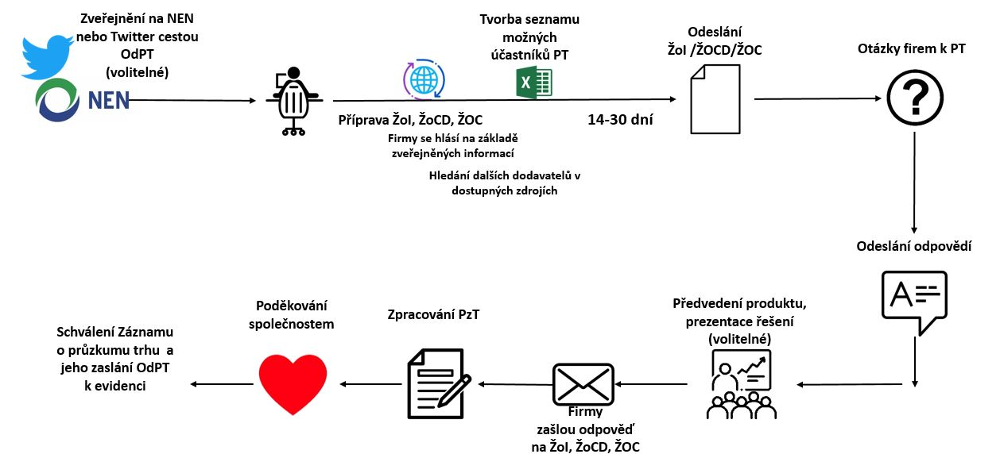 Zveřejnění na NEN
nebo Twitter cestou
OdPT
(volitelné)
NEN
Příprava ŽoI, ŽoCD, ŽOC
Firmy se hlásí na základě
zveřejněných informací
Hledání dalších dodavatelů v
dostupných zdrojích
Tvorba seznamu
možných
účastníků PT
X
14-30 dní
Odeslání
ŽoI /ŽOCD/ŽOC
Otázky firem k PT
?
Odeslání odpovědí
A
Předvedení produktu,
prezentace řešení
(volitelné)
Firmy
zašlou odpověď
na ŽoI, ŽoCD, ŽOC
Zpracování PzT
Poděkování
společnostem
Schválení Záznamu
o průzkumu trhu a
jeho zaslání OdPT
k evidenci